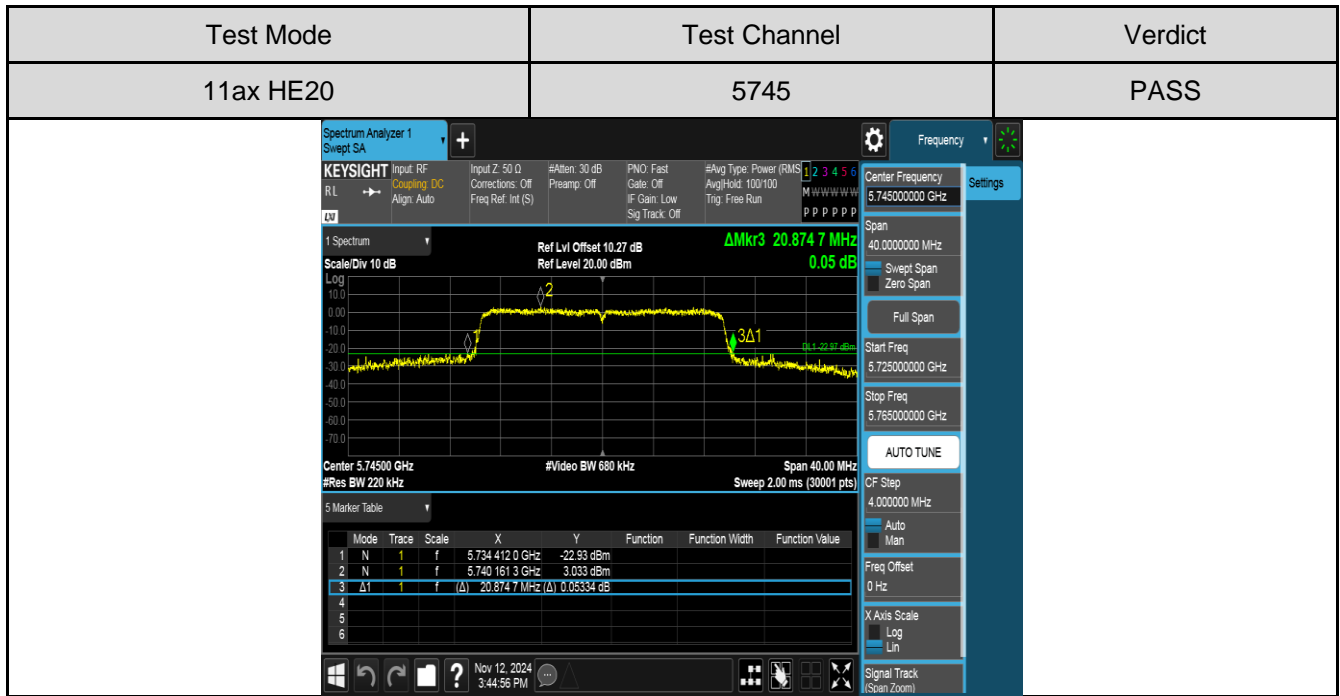 Test Mode Test Channel Verdict
11ax HE20 5745 PASS
Spectrum Analyzer 1
Swept SA
+
Frequency
KEYSIGHT
RL
LXI
Input: RF
Coupling: DC
Align: Auto
Input Z: 50 Ω
Corrections: Off
Freq Ref: Int (S)
#Atten: 30 dB
Preamp: Off
PNO: Fast
Gate: Off
IF Gain: Low
Sig Track: Off
#Avg Type: Power (RMS
Avg|Hold: 100/100
Trig: Free Run
1 2 3 4 5 6
M W W W W W
P P P P P P
1 Spectrum
Scale/Div 10 dB
Ref Lvl Offset 10.27 dB
Ref Level 20.00 dBm
ΔMkr3 20.874 7 MHz
0.05 dB
Log
10.0
0.00
-10.0
-20.0
-30.0
-40.0
-50.0
-60.0
-70.0
1
2
3Δ1
DL1 -22.97 dBm
Center 5.74500 GHz
#Res BW 220 kHz
#Video BW 680 kHz
Span 40.00 MHz
Sweep 2.00 ms (30001 pts)
5 Marker Table
Mode Trace Scale X Y Function Function Width Function Value
1 N 1 f 5.734 412 0 GHz -22.93 dBm
2 N 1 f 5.740 161 3 GHz 3.033 dBm
3 Δ1 1 f (Δ) 20.874 7 MHz (Δ) 0.05334 dB
4
5
6
?
Nov 12, 2024
3:44:56 PM
Center Frequency
5.745000000 GHz
Settings
Span
40.0000000 MHz
Swept Span
Zero Span
Full Span
Start Freq
5.725000000 GHz
Stop Freq
5.765000000 GHz
AUTO TUNE
CF Step
4.000000 MHz
Auto
Man
Freq Offset
0 Hz
X Axis Scale
Log
Lin
Signal Track
(Span Zoom)